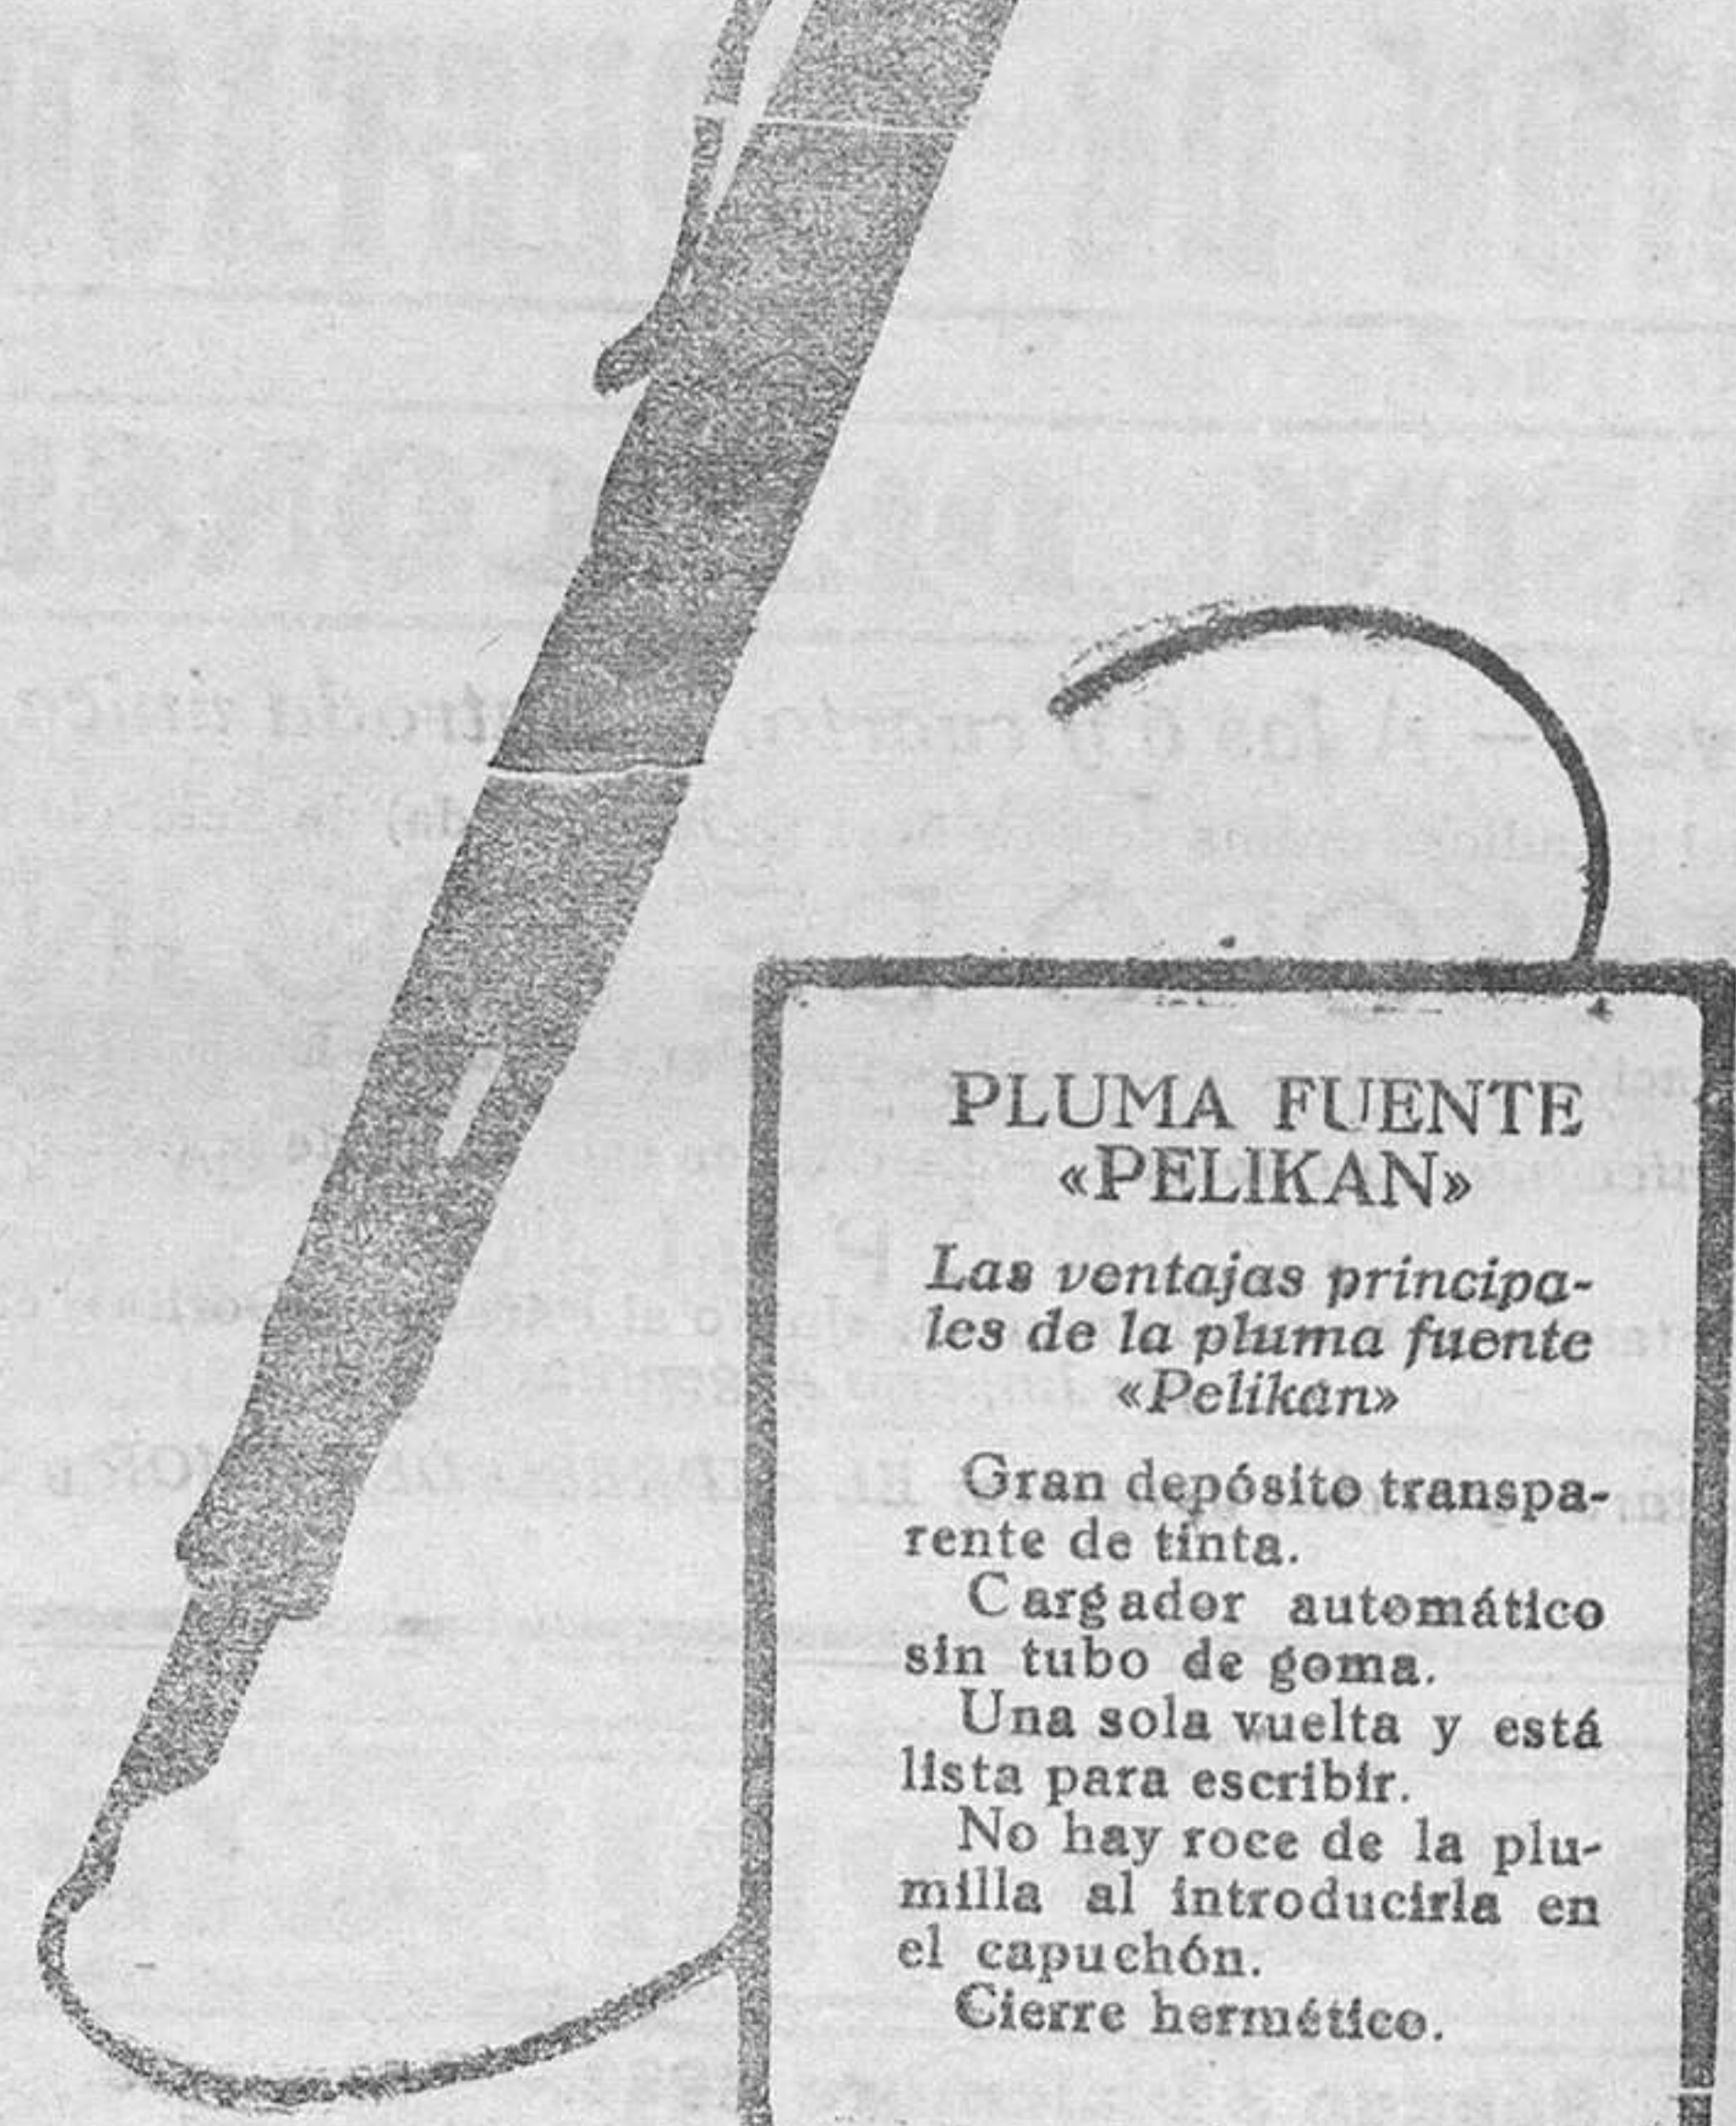 PLUMA FUENTE
«PELIKAN»
Las ventajas principa-
les de la pluma fuente
«Pelikan»
Gran depósito transpa-
rente de tinta.
Cargador automático
sin tubo de goma.
Una sola vuelta y está
lista para escribir.
No hay roce de la plu-
milla al introducirla en
el capuchón.
Cierre hermético.